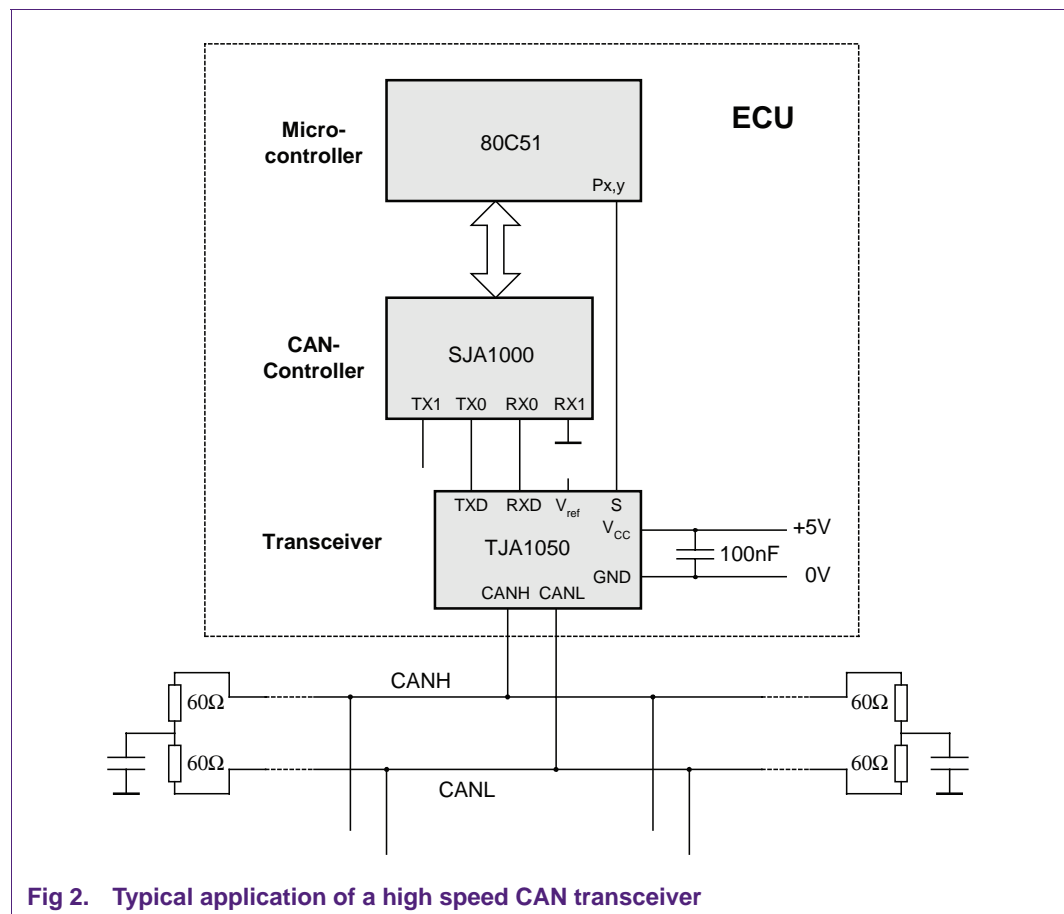 ECU
Micro-
controller
80C51
Px,y
CAN-
Controller
SJA1000
TX1 TX0 RX0 RX1
Transceiver
TXD RXD Vref S
VCC
TJA1050
GND
CANH CANL
+5V
100nF
0V
CANH
60Ω
60Ω
60Ω
60Ω
CANL
Fig 2. Typical application of a high speed CAN transceiver